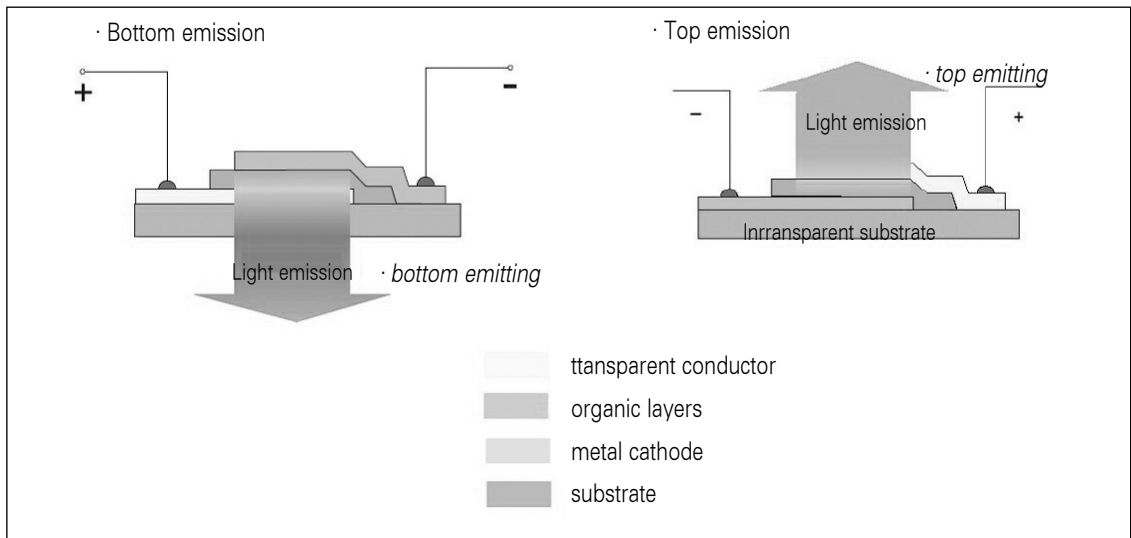 · Bottom emission
+
-
Light emission
· bottom emitting
· Top emission
· top emitting
Light emission
-
+
Inrransparent substrate
ttansparent conductor
organic layers
metal cathode
substrate